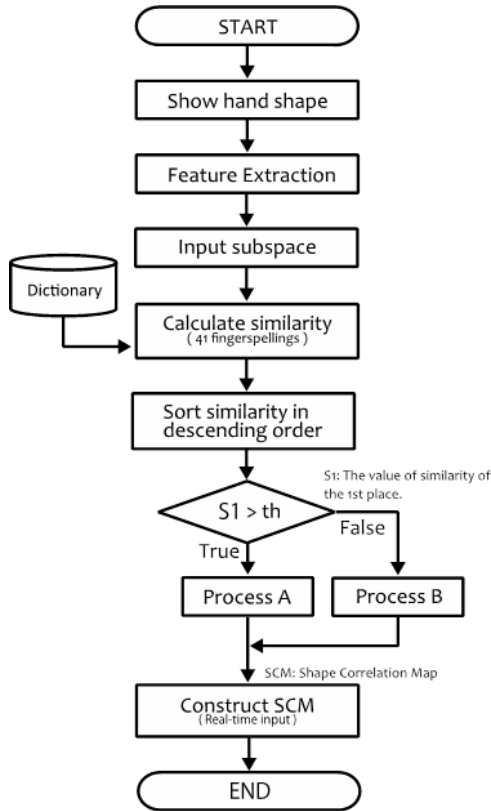 START
Show hand shape
Feature Extraction
Input subspace
Dictionary
Calculate similarity
( 41 fingerspellings )
Sort similarity in
descending order
S1: The value of similarity of
the 1st place.
S1 > th
False
True
Process A
Process B
SCM: Shape Correlation Map
Construct SCM
( Real-time input )
END